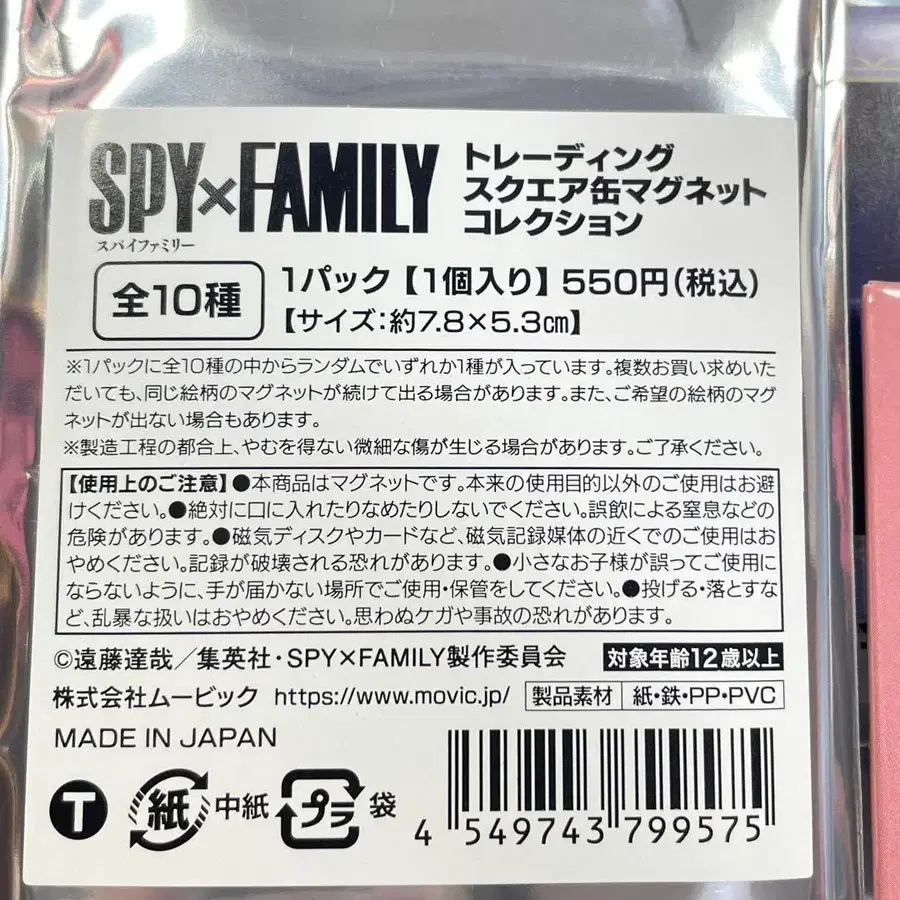 SPY×FAMILY
スパイファミリー
トレーディング
スクエア缶マグネット
コレクション
全10種
1パック【1個入り】550円(税込)
【サイズ:約7.8×5.3㎝】
※1パックに全10種の中からランダムでいずれか1種が入っています。複数お買い求めいた
だいても、同じ絵柄のマグネットが続けて出る場合があります。また、ご希望の絵柄のマグ
ネットが出ない場合もあります。
※製造工程の都合上、やむを得ない微細な傷が生じる場合があります。ご了承ください。
【使用上のご注意】●本商品はマグネットです。本来の使用目的以外のご使用はお避
けください。●絶対に口に入れたりなめたりしないでください。誤飲による窒息などの
危険があります。●磁気ディスクやカードなど、磁気記録媒体の近くでのご使用はお
やめください。記録が破壊される恐れがあります。●小さなお子様が誤ってご使用に
ならないように、手が届かない場所でご使用・保管をしてください。●投げる・落とすな
ど、乱暴な扱いはおやめください。思わぬケガや事故の恐れがあります。
©遠藤達哉/集英社・SPY×FAMILY製作委員会
対象年齢12歳以上
株式会社ムービック https://www.movic.jp/
製品素材 紙・鉄・PP・PVC
MADE IN JAPAN
T 紙 中紙 プラ 袋
4 549743 799575